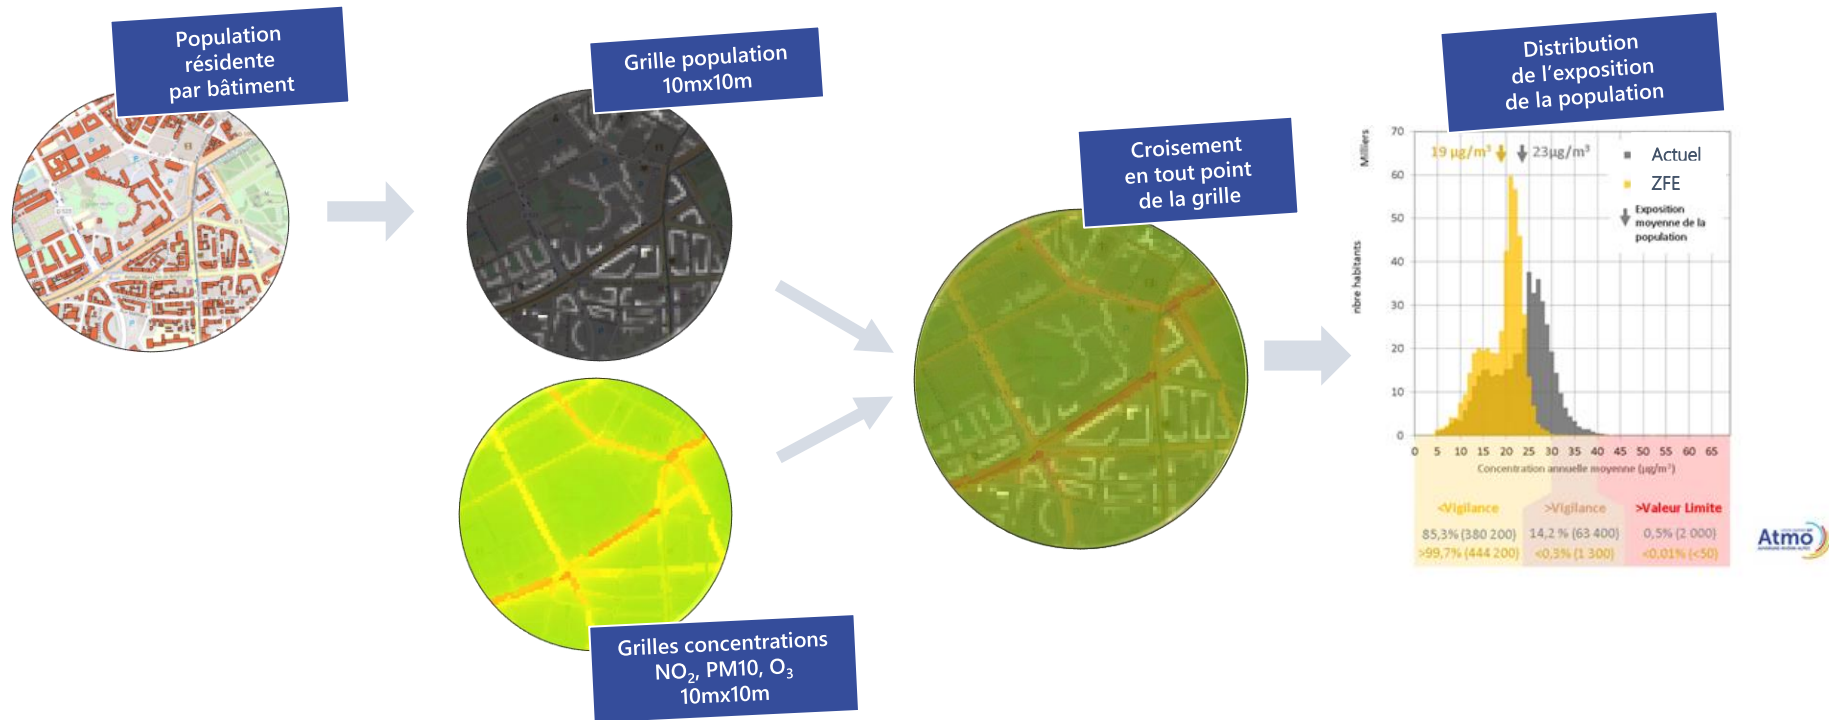 Population
résidente
par bâtiment
Grille population
10mx10m
Grilles concentrations
NO₂, PM10, O₃
10mx10m
Croisement
en tout point
de la grille
Distribution
de l'exposition
de la population
Milliers
nbre habitants
70
60
50
40
30
20
10
0
19 µg/m³
23µg/m³
Actuel
ZFE
Exposition
moyenne de la
population
0 5 10 15 20 25 30 35 40 45 50 55 60 65
Concentration annuelle moyenne (µg/m³)
<Vigilance >Vigilance >Valeur Limite
85,3% (380 200) 14,2 % (63 400) 0,5% (2 000)
>99,7% (444 200) <0,3% (1 300) <0,01% (<50)
Atmo
AUVERGNE-RHÔNE-ALPES